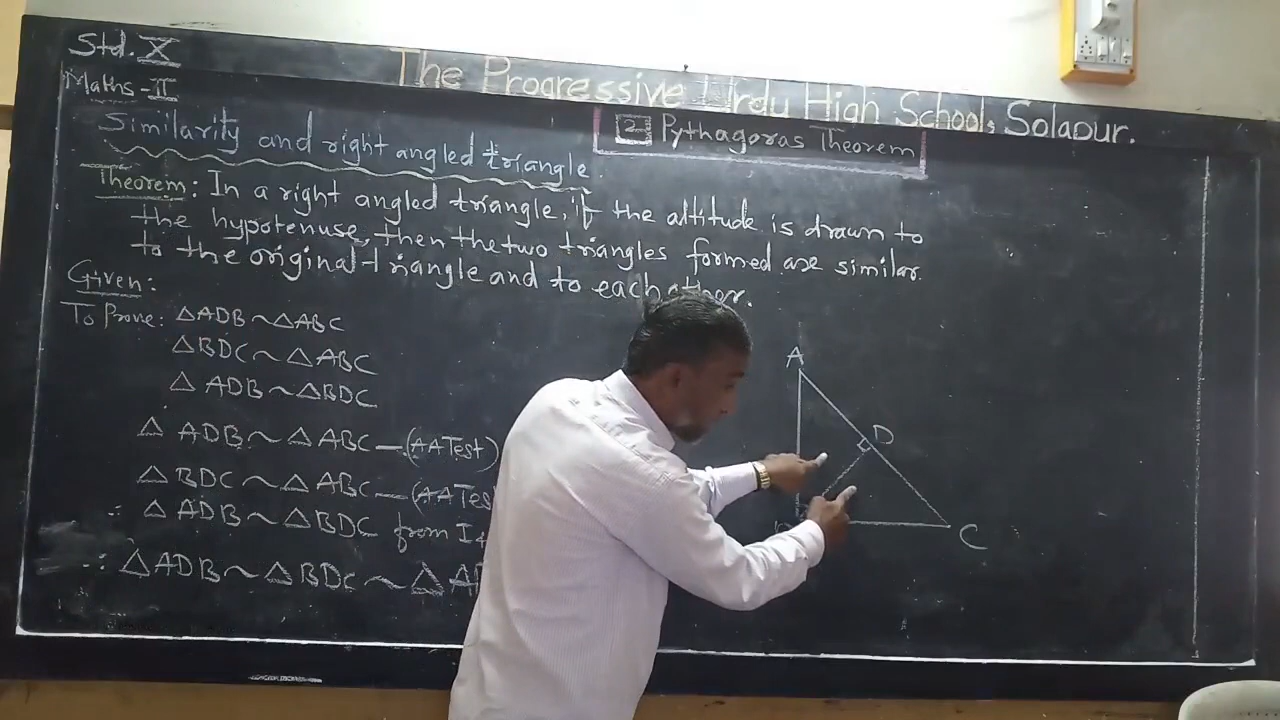 Std. X
The Progressive Urdu High School, Solapur.
Maths - II
2 Pythagoras Theorem
Similarity and right angled triangle.
Theorem: In a right angled triangle, if the altitude is drawn to
the hypotenuse, then the two triangles formed are similar
to the original triangle and to each other.
Given:
To Prove: △ADB ~ △ABC
△BDC ~ △ABC
△ ADB ~ △BDC
△ ADB ~ △ABC — (AA Test)
△BDC ~ △ABC — (AA Tes
∴ △ADB ~ △BDC from I &
∴ △ADB ~ △BDC ~ △A
A
D
C